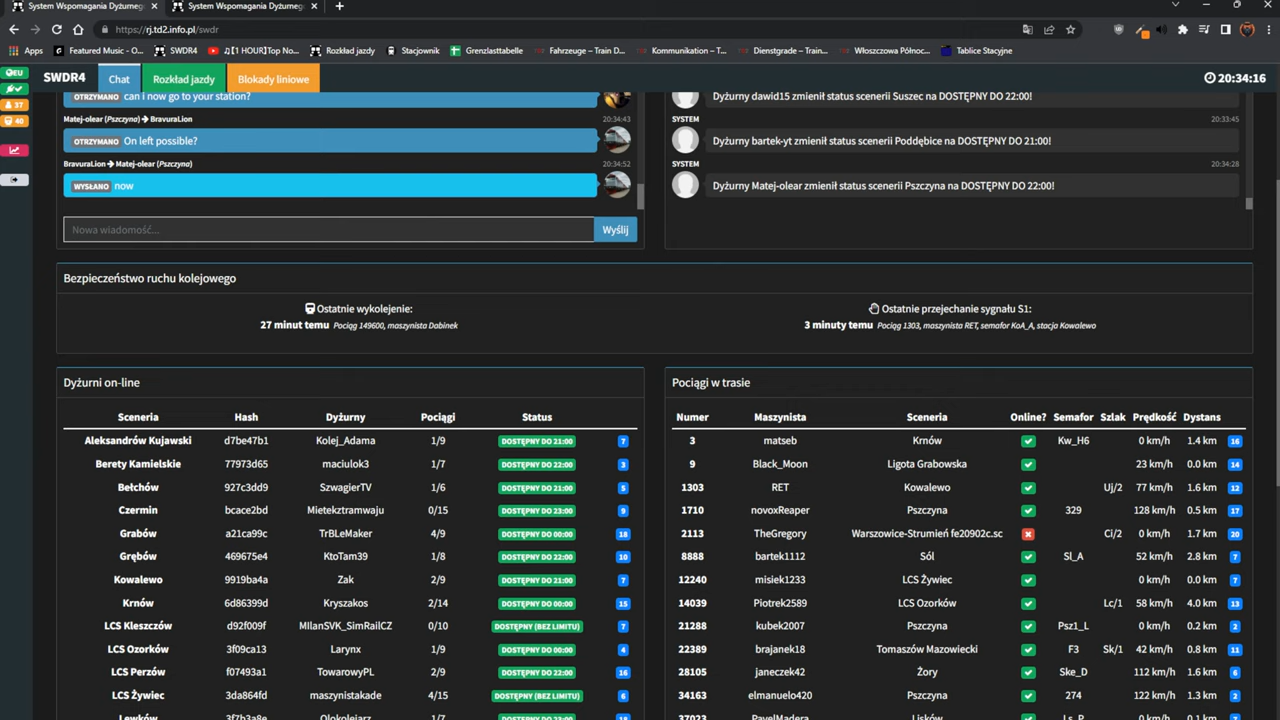 System Wspomagania Dyżurnego
System Wspomagania Dyżurnego
https://rj.td2.info.pl/swdr
Apps
Featured Music - O...
SWDR4
🎵【1 HOUR】Top No...
Rozkład jazdy
Stacjownik
Grenzlasttabelle
Fahrzeuge – Train D...
Kommunikation – T...
Dienstgrade – Train...
Włoszczowa Północ...
Tablice Stacyjne
EU
37
40
SWDR4
Chat
Rozkład jazdy
Blokady liniowe
20:34:16
OTRZYMANO can i now go to your station?
Matej-olear (Pszczyna) → BravuraLion 20:34:43
OTRZYMANO On left possible?
BravuraLion → Matej-olear (Pszczyna) 20:34:52
WYSŁANO now
Nowa wiadomość... Wyślij
Dyżurny dawid15 zmienił status scenerii Suszec na DOSTĘPNY DO 22:00!
SYSTEM 20:33:45
Dyżurny bartek-yt zmienił status scenerii Poddębice na DOSTĘPNY DO 21:00!
SYSTEM 20:34:28
Dyżurny Matej-olear zmienił status scenerii Pszczyna na DOSTĘPNY DO 22:00!
Bezpieczeństwo ruchu kolejowego
Ostatnie wykolejenie:
27 minut temu Pociąg 149600, maszynista Dabinek
Ostatnie przejechanie sygnału S1:
3 minuty temu Pociąg 1303, maszynista RET, semafor KoA_A, stacja Kowalewo
Dyżurni on-line
Sceneria Hash Dyżurny Pociągi Status
Aleksandrów Kujawski d7be47b1 Kolej_Adama 1/9 DOSTĘPNY DO 21:00 7
Berety Kamielskie 77973d65 maciulok3 1/7 DOSTĘPNY DO 22:00 3
Bełchów 927c3dd9 SzwagierTV 1/6 DOSTĘPNY DO 21:00 5
Czermin bcace2bd Mietekztramwaju 0/15 DOSTĘPNY DO 23:00 9
Grabów a21ca99c TrBLeMaker 4/9 DOSTĘPNY DO 00:00 18
Grębów 469675e4 KtoTam39 1/8 DOSTĘPNY DO 22:00 10
Kowalewo 9919ba4a Zak 2/9 DOSTĘPNY DO 21:00 7
Krnów 6d86399d Kryszakos 2/14 DOSTĘPNY DO 00:00 15
LCS Kleszczów d92f009f MIlanSVK_SimRailCZ 0/10 DOSTĘPNY (BEZ LIMITU) 7
LCS Ozorków 3f09ca13 Larynx 1/9 DOSTĘPNY DO 00:00 4
LCS Perzów f07493a1 TowarowyPL 2/9 DOSTĘPNY DO 22:00 16
LCS Żywiec 3da864fd maszynistakade 4/15 DOSTĘPNY (BEZ LIMITU) 6
Pociągi w trasie
Numer Maszynista Sceneria Online? Semafor Szlak Prędkość Dystans
3 matseb Krnów Kw_H6 0 km/h 1.4 km 16
9 Black_Moon Ligota Grabowska 23 km/h 0.0 km 14
1303 RET Kowalewo Uj/2 77 km/h 1.6 km 12
1710 novoxReaper Pszczyna 329 128 km/h 0.5 km 17
2113 TheGregory Warszowice-Strumień fe20902c.sc Ci/2 0 km/h 1.7 km 20
8888 bartek1112 Sól Sl_A 52 km/h 2.8 km 7
12240 misiek1233 LCS Żywiec 0 km/h 0.0 km 7
14039 Piotrek2589 LCS Ozorków Lc/1 58 km/h 4.0 km 13
21288 kubek2007 Pszczyna Psz1_L 0 km/h 0.2 km 2
22389 brajanek18 Tomaszów Mazowiecki F3 Sk/1 42 km/h 0.8 km 11
28105 janeczek42 Żory Ske_D 112 km/h 1.6 km 6
34163 elmanuelo420 Pszczyna 274 122 km/h 1.3 km 2